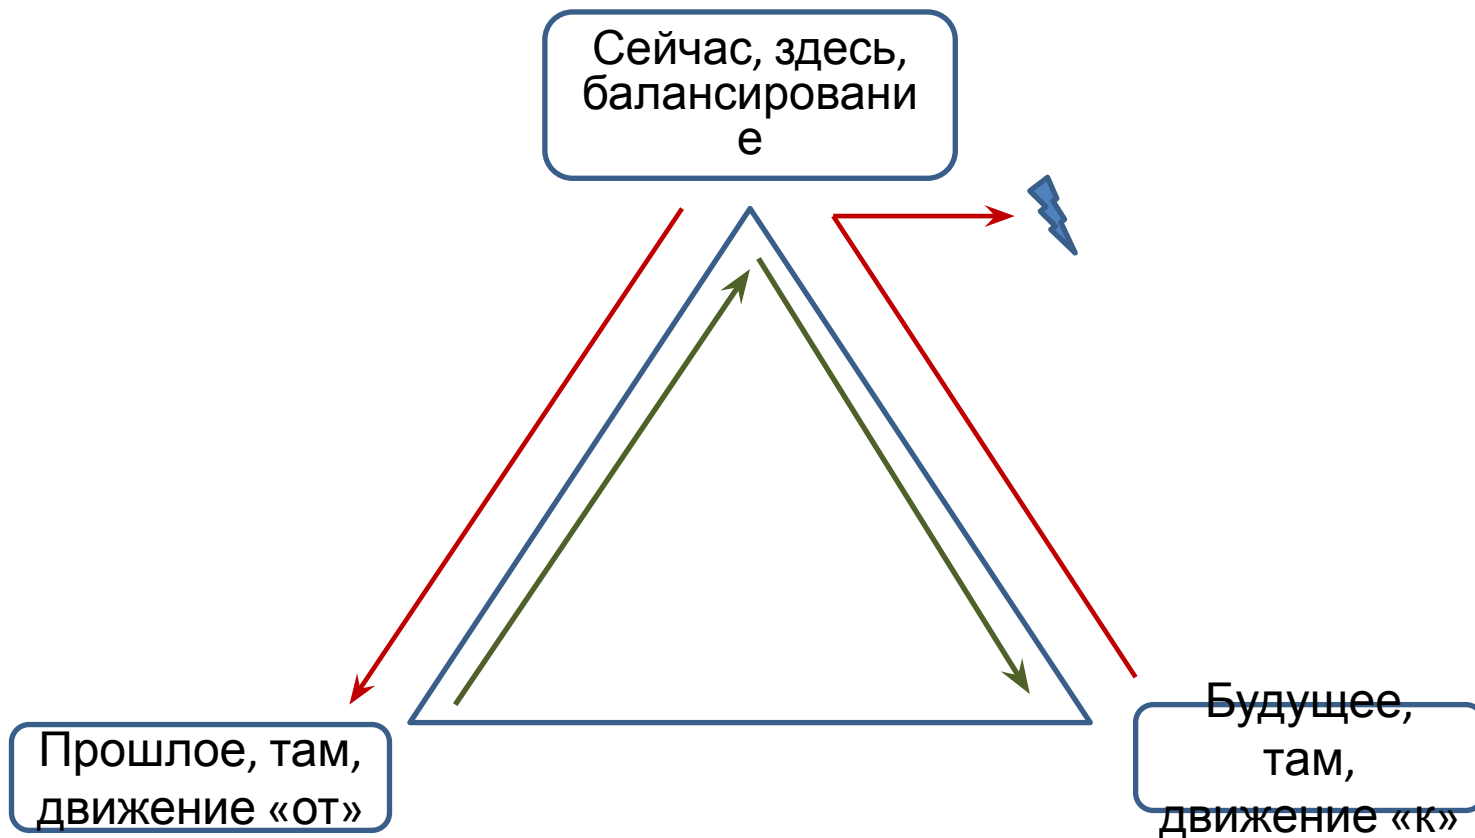 Сейчас, здесь,
балансировани
е
Прошлое, там,
движение «от»
Будущее,
там,
движение «к»